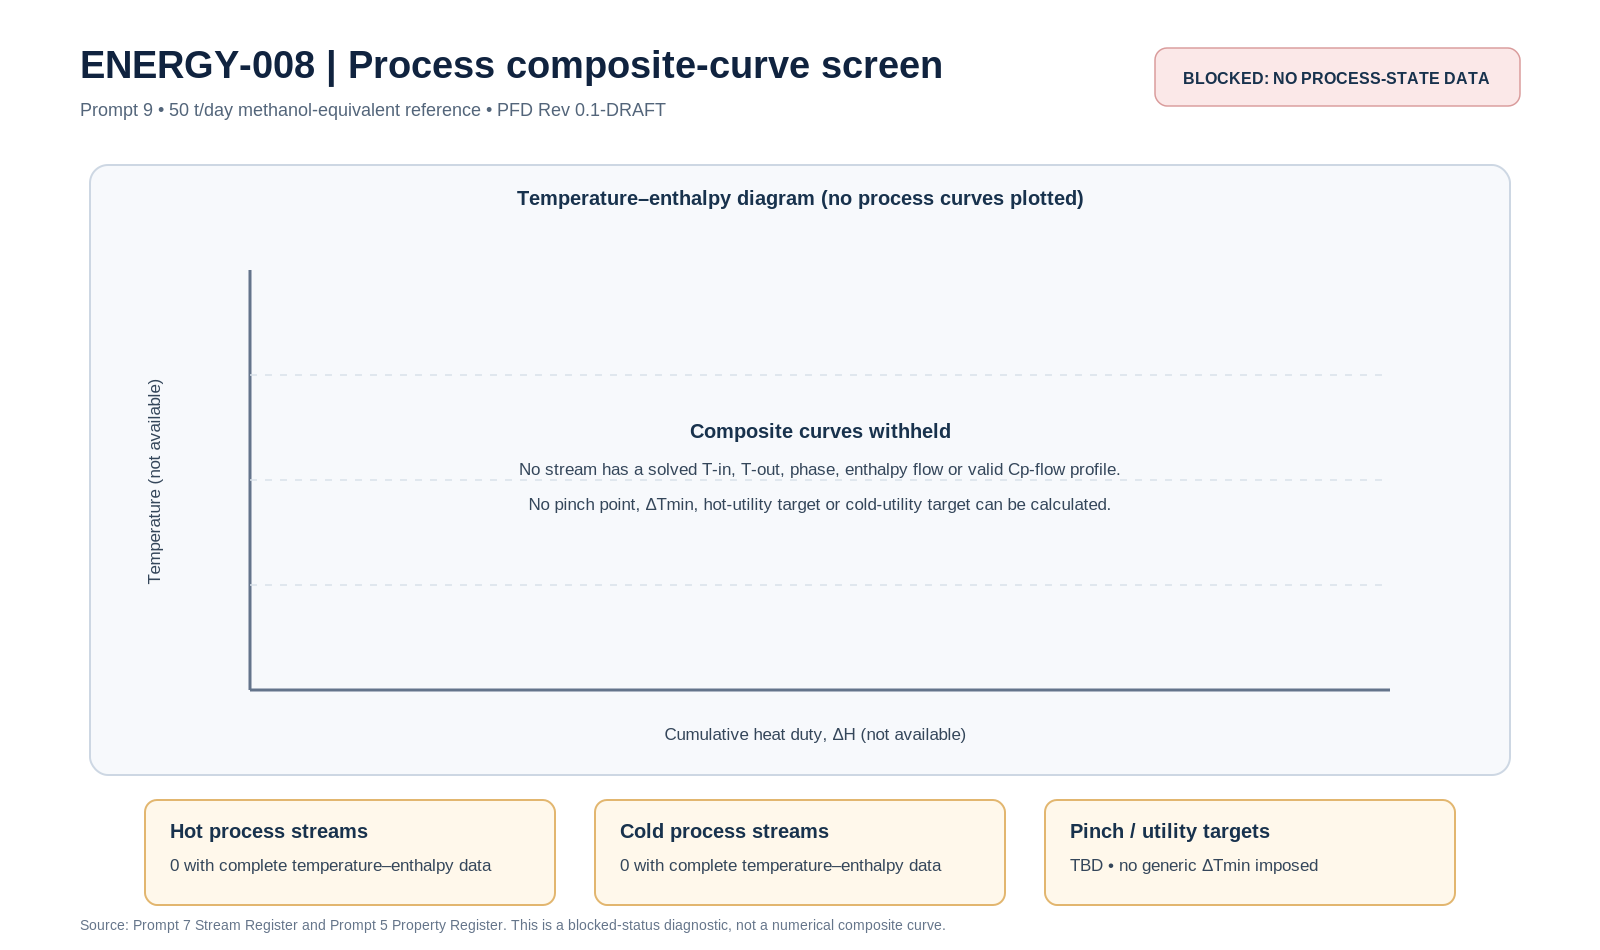 ENERGY-008 | Process composite-curve screen
BLOCKED: NO PROCESS-STATE DATA
Prompt 9 • 50 t/day methanol-equivalent reference • PFD Rev 0.1-DRAFT
Temperature–enthalpy diagram (no process curves plotted)
Temperature (not available)
Composite curves withheld
No stream has a solved T-in, T-out, phase, enthalpy flow or valid Cp-flow profile.
No pinch point, ΔTmin, hot-utility target or cold-utility target can be calculated.
Cumulative heat duty, ΔH (not available)
Hot process streams
0 with complete temperature–enthalpy data
Cold process streams
0 with complete temperature–enthalpy data
Pinch / utility targets
TBD • no generic ΔTmin imposed
Source: Prompt 7 Stream Register and Prompt 5 Property Register. This is a blocked-status diagnostic, not a numerical composite curve.